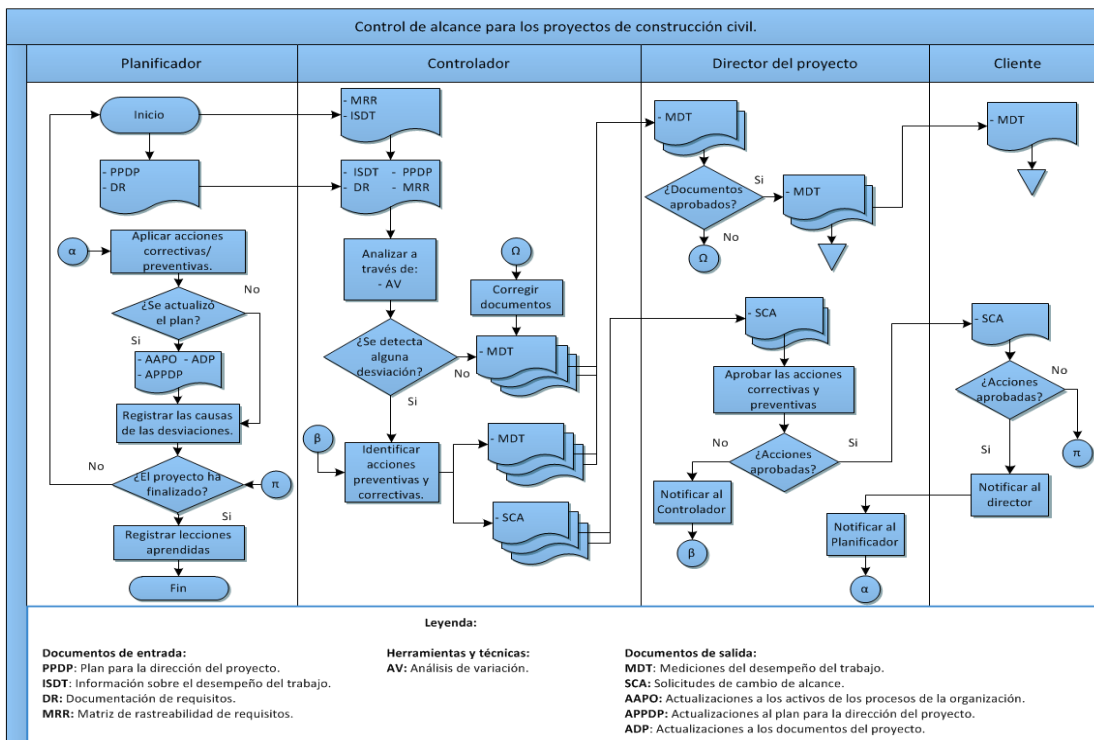 Control de alcance para los proyectos de construcción civil.
Planificador
Controlador
Director del proyecto
Cliente
Inicio
- PPDP
- DR
α
Aplicar acciones
correctivas/
preventivas.
¿Se actualizó
el plan?
No
Si
- AAPO - ADP
- APPDP
Registrar las causas
de las desviaciones.
¿El proyecto ha
finalizado?
No
π
Si
Registrar lecciones
aprendidas
Fin
- MRR
- ISDT
- ISDT - PPDP
- DR - MRR
Analizar a
través de:
- AV
Ω
Corregir
documentos
¿Se detecta
alguna
desviación?
No
- MDT
Si
β
Identificar
acciones
preventivas y
correctivas.
- MDT
- SCA
- MDT
¿Documentos
aprobados?
Si
- MDT
No
Ω
- SCA
Aprobar las acciones
correctivas y
preventivas
¿Acciones
aprobadas?
No
Si
Notificar al
Controlador
β
Notificar al
Planificador
α
- MDT
- SCA
¿Acciones
aprobadas?
No
π
Si
Notificar al
director
Leyenda:
Documentos de entrada:
PPDP: Plan para la dirección del proyecto.
ISDT: Información sobre el desempeño del trabajo.
DR: Documentación de requisitos.
MRR: Matriz de rastreabilidad de requisitos.
Herramientas y técnicas:
AV: Análisis de variación.
Documentos de salida:
MDT: Mediciones del desempeño del trabajo.
SCA: Solicitudes de cambio de alcance.
AAPO: Actualizaciones a los activos de los procesos de la organización.
APPDP: Actualizaciones al plan para la dirección del proyecto.
ADP: Actualizaciones a los documentos del proyecto.